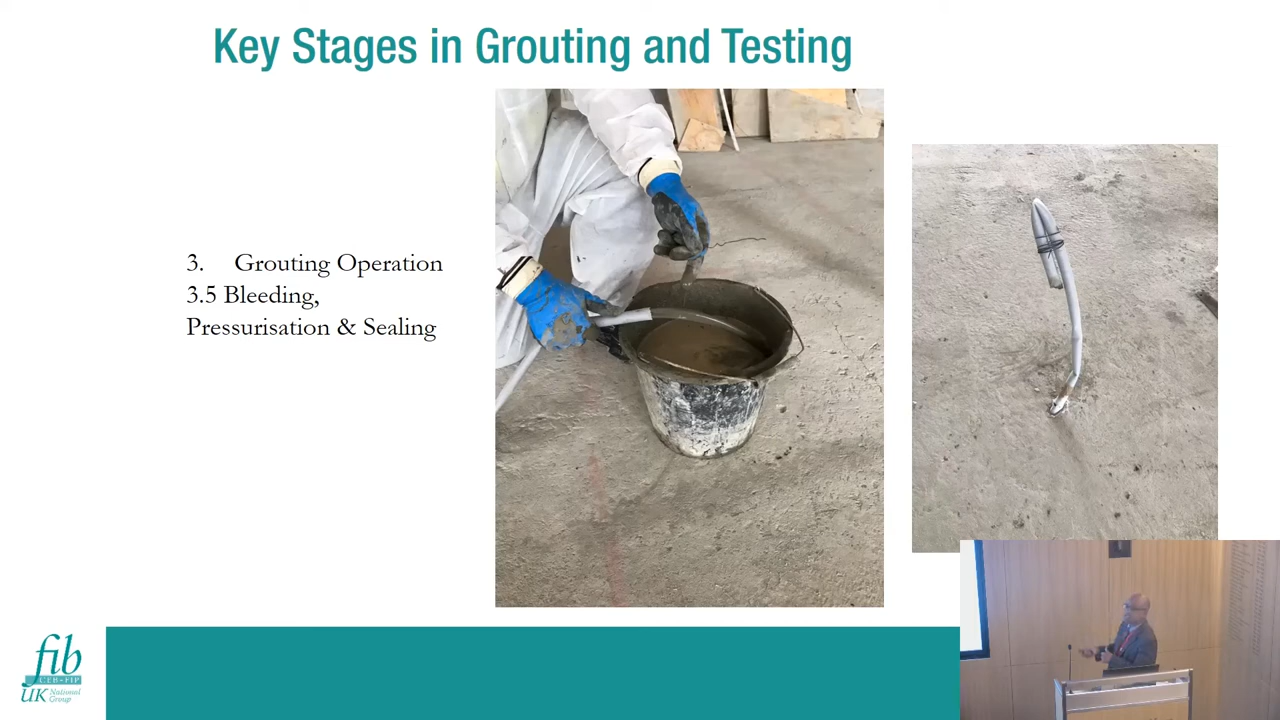 Key Stages in Grouting and Testing
3. Grouting Operation
3.5 Bleeding,
Pressurisation & Sealing
fib
CEB-FIP
UK National
Group